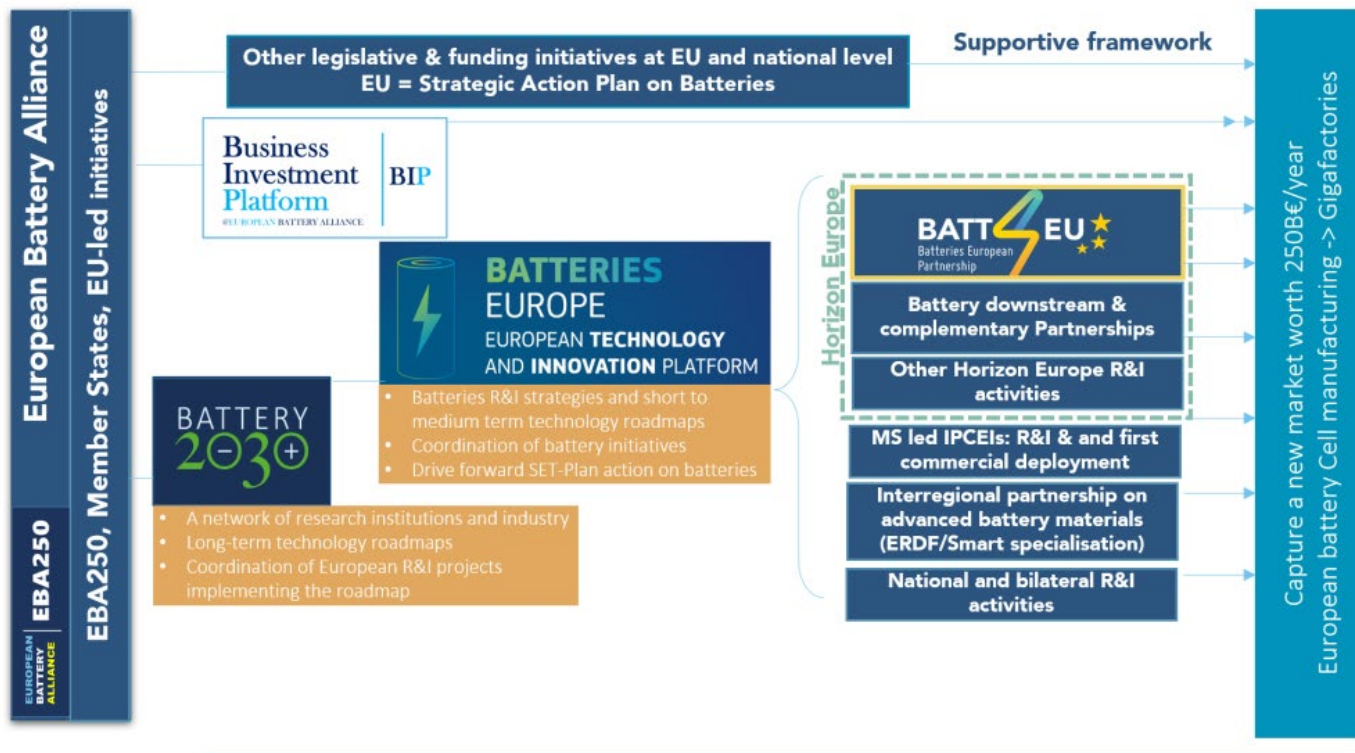 European Battery Alliance
EBA250
EUROPEAN
BATTERY
ALLIANCE
EBA250, Member States, EU-led initiatives
Other legislative & funding initiatives at EU and national level
EU = Strategic Action Plan on Batteries
Supportive framework
Business
Investment
Platform
@EUROPEAN BATTERY ALLIANCE
BIP
BATTERIES
EUROPE
EUROPEAN TECHNOLOGY
AND INNOVATION PLATFORM
• Batteries R&I strategies and short to
medium term technology roadmaps
• Coordination of battery initiatives
• Drive forward SET-Plan action on batteries
BATTERY
2030+
• A network of research institutions and industry
• Long-term technology roadmaps
• Coordination of European R&I projects
implementing the roadmap
Horizon Europe
BATT4EU
Batteries European
Partnership
Battery downstream &
complementary Partnerships
Other Horizon Europe R&I
activities
MS led IPCEIs: R&I & and first
commercial deployment
Interregional partnership on
advanced battery materials
(ERDF/Smart specialisation)
National and bilateral R&I
activities
Capture a new market worth 250B€/year
European battery Cell manufacturing -> Gigafactories